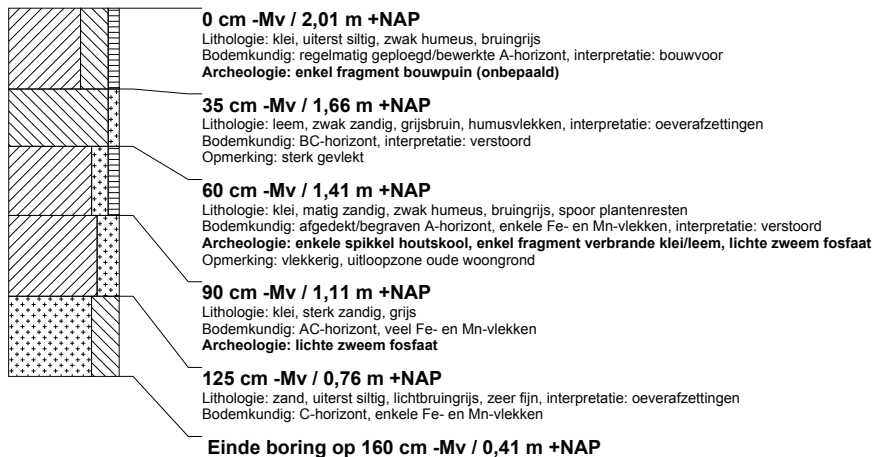 0 cm -Mv / 2,01 m +NAP
Lithologie: klei, uiterst siltig, zwak humeus, bruingrijs
Bodemkundig: regelmatig geploegd/bewerkte A-horizont, interpretatie: bouwvoor
Archeologie: enkel fragment bouwpuin (onbepaald)
35 cm -Mv / 1,66 m +NAP
Lithologie: leem, zwak zandig, grijsbruin, humusvlekken, interpretatie: oeverafzettingen
Bodemkundig: BC-horizont, interpretatie: verstoord
Opmerking: sterk gevlekt
60 cm -Mv / 1,41 m +NAP
Lithologie: klei, matig zandig, zwak humeus, bruingrijs, spoor plantenresten
Bodemkundig: afgedekt/begraven A-horizont, enkele Fe- en Mn-vlekken, interpretatie: verstoord
Archeologie: enkele spikkel houtskool, enkel fragment verbrande klei/leem, lichte zweem fosfaat
Opmerking: vlekkerig, uitloopzone oude woongrond
90 cm -Mv / 1,11 m +NAP
Lithologie: klei, sterk zandig, grijs
Bodemkundig: AC-horizont, veel Fe- en Mn-vlekken
Archeologie: lichte zweem fosfaat
125 cm -Mv / 0,76 m +NAP
Lithologie: zand, uiterst siltig, lichtbruingrijs, zeer fijn, interpretatie: oeverafzettingen
Bodemkundig: C-horizont, enkele Fe- en Mn-vlekken
Einde boring op 160 cm -Mv / 0,41 m +NAP